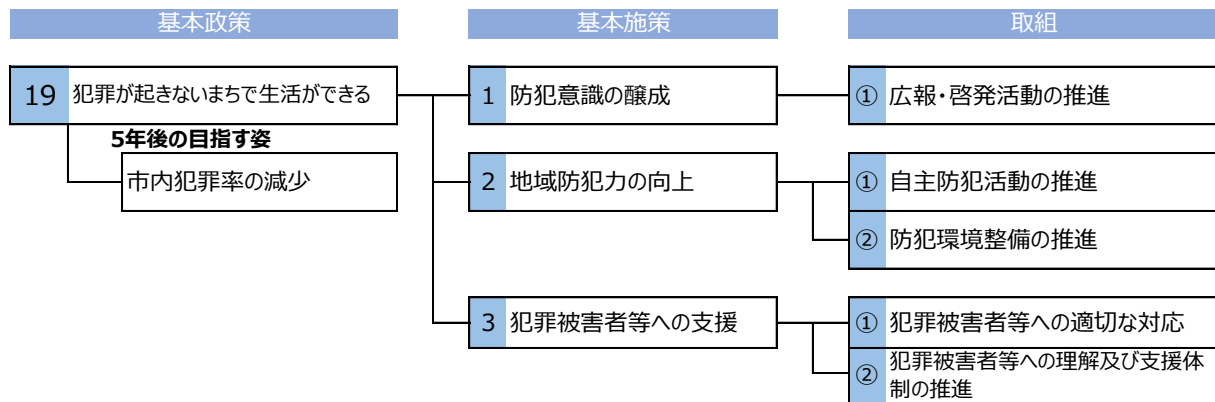 基本政策
基本施策
取組
19 犯罪が起きないまちで生活ができる
5年後の目指す姿
市内犯罪率の減少
1 防犯意識の醸成
① 広報・啓発活動の推進
2 地域防犯力の向上
① 自主防犯活動の推進
② 防犯環境整備の推進
3 犯罪被害者等への支援
① 犯罪被害者等への適切な対応
② 犯罪被害者等への理解及び支援体
制の推進